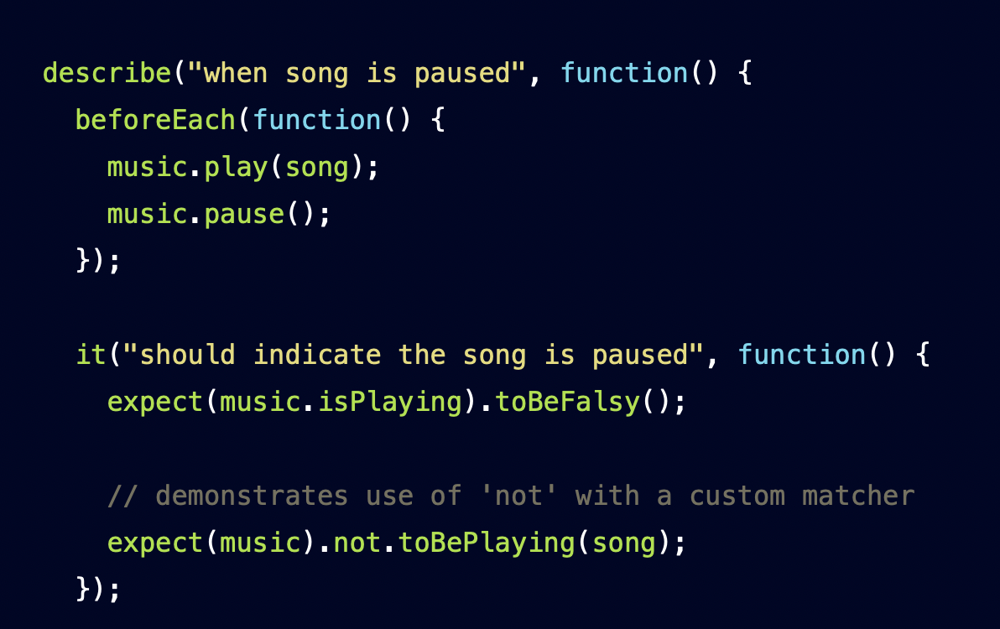 describe("when song is paused", function() {
  beforeEach(function() {
    music.play(song);
    music.pause();
  });

  it("should indicate the song is paused", function() {
    expect(music.isPlaying).toBeFalsy();

    // demonstrates use of 'not' with a custom matcher
    expect(music).not.toBePlaying(song);
  });